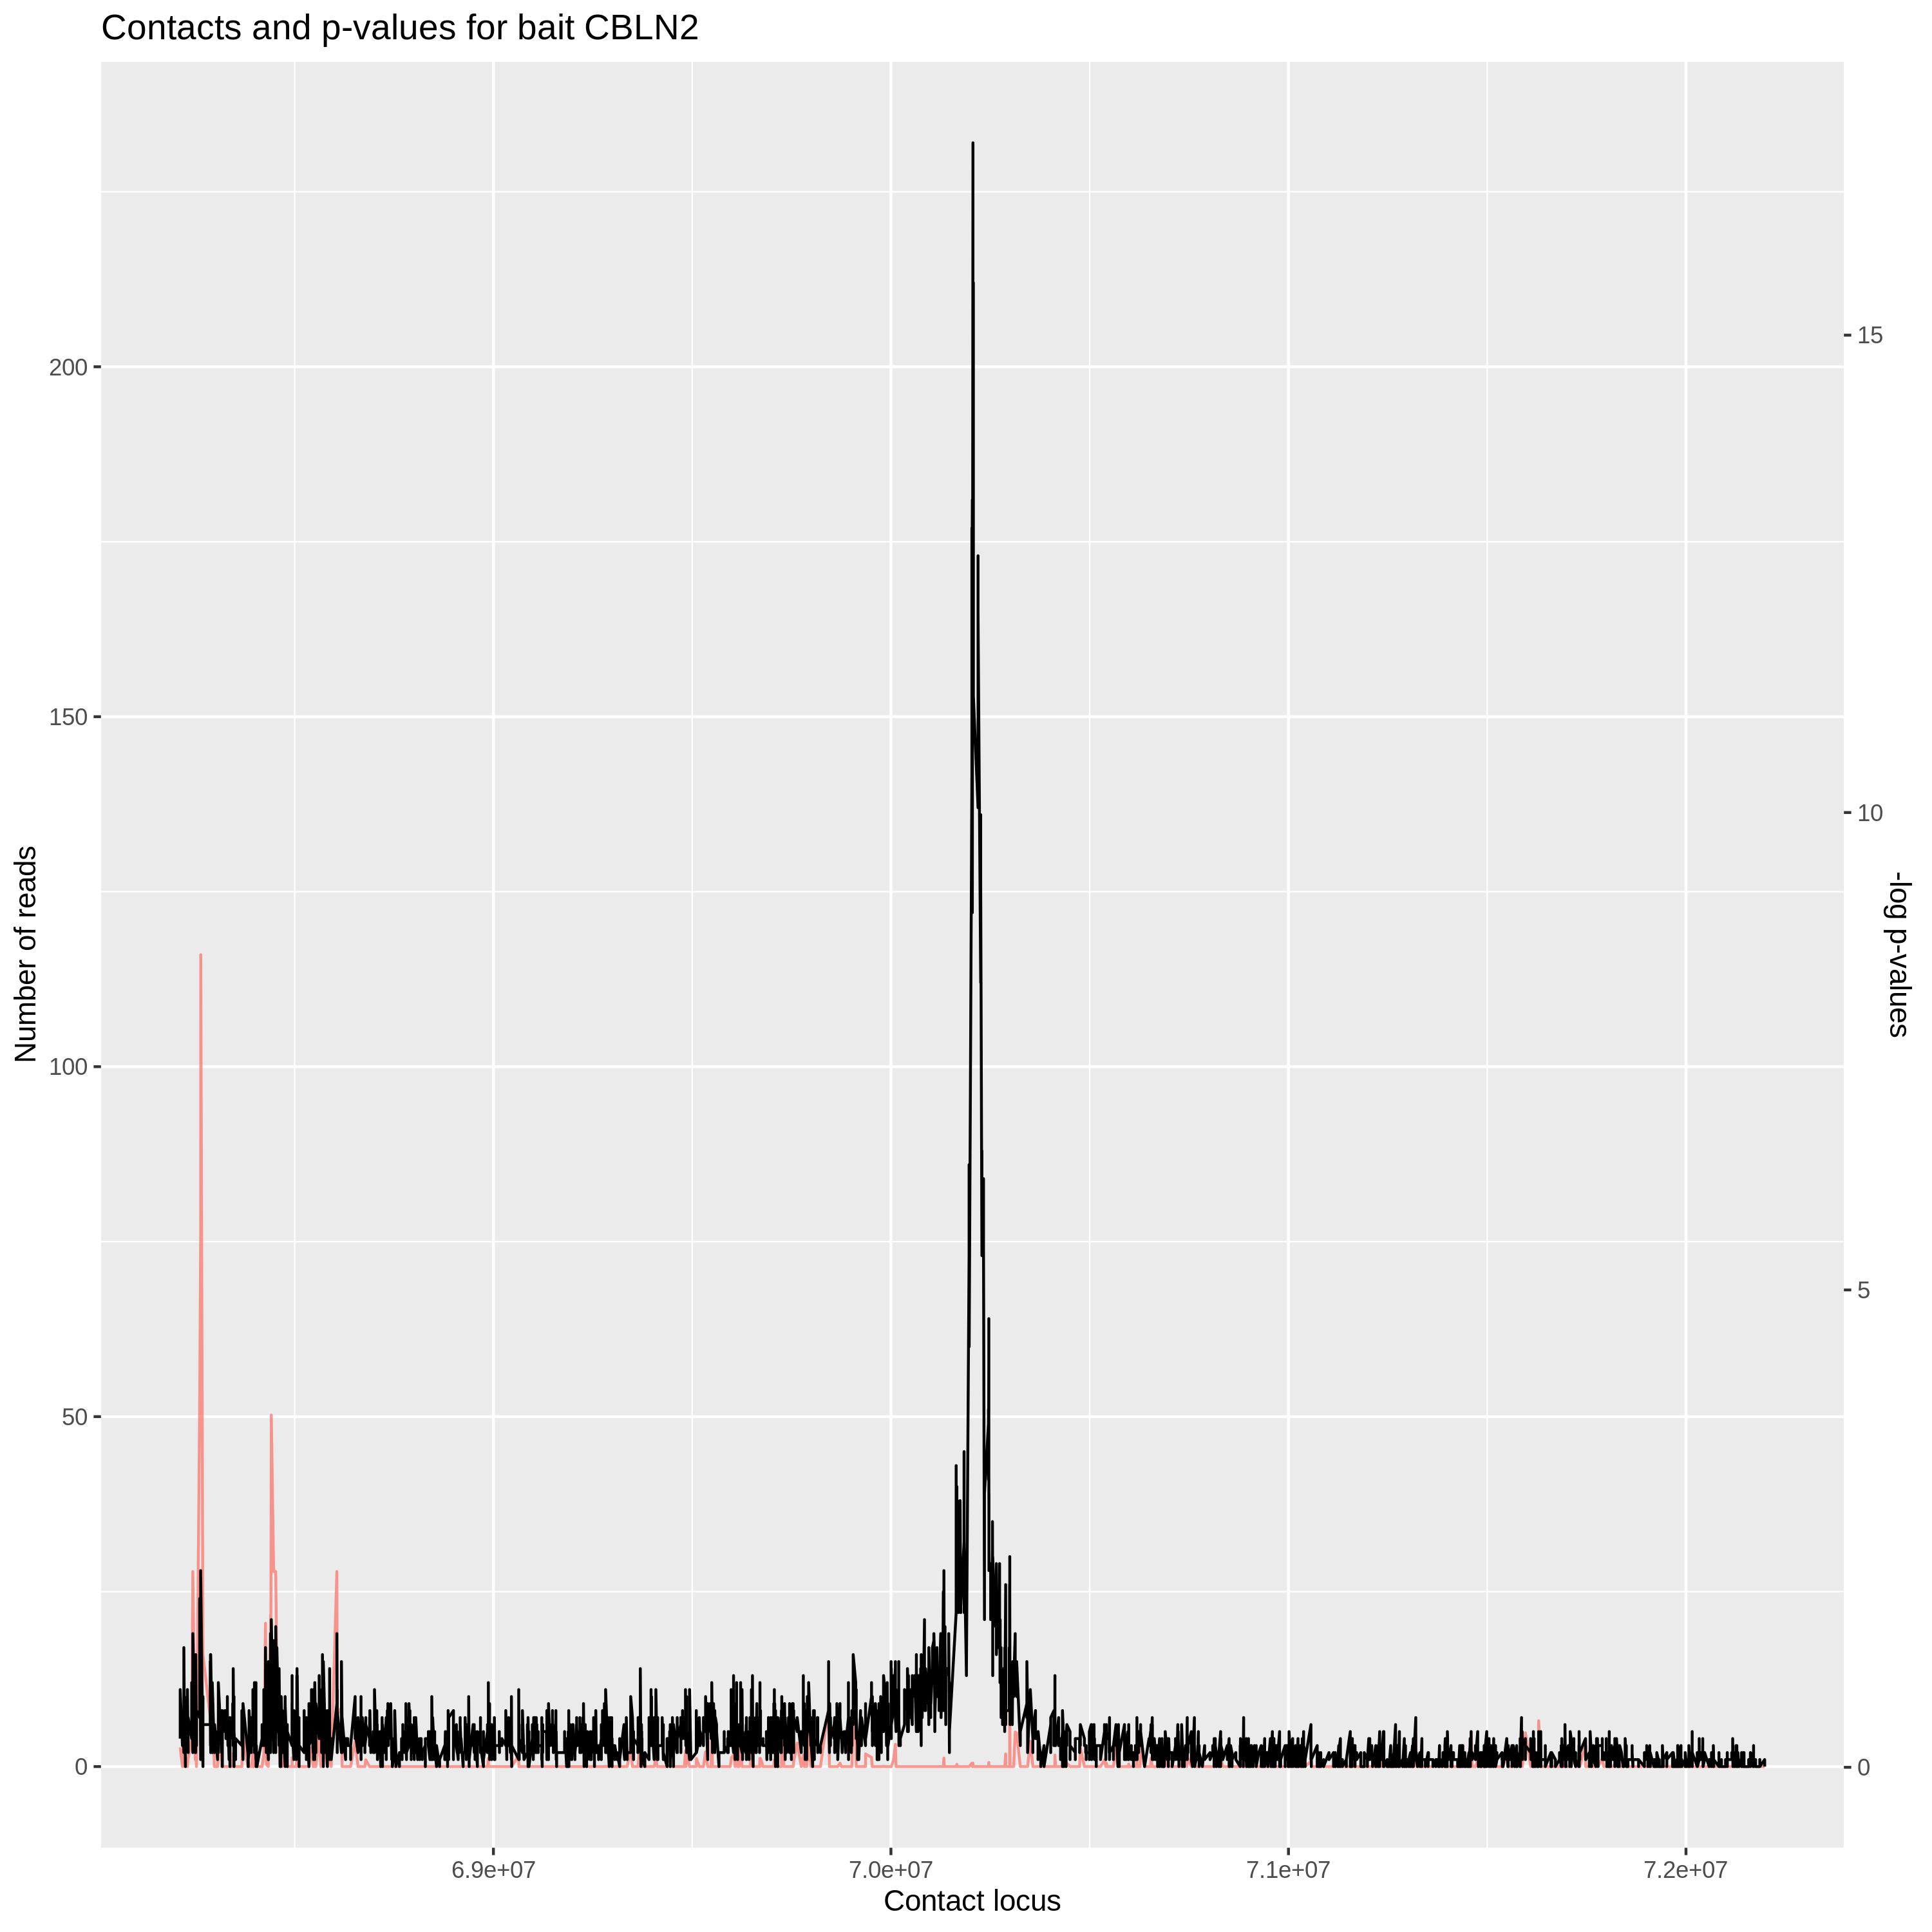 Contacts and p-values for bait CBLN2
200
150
100
50
0
15
10
5
0
Number of reads
-log p-values
6.9e+07 7.0e+07 7.1e+07 7.2e+07
Contact locus